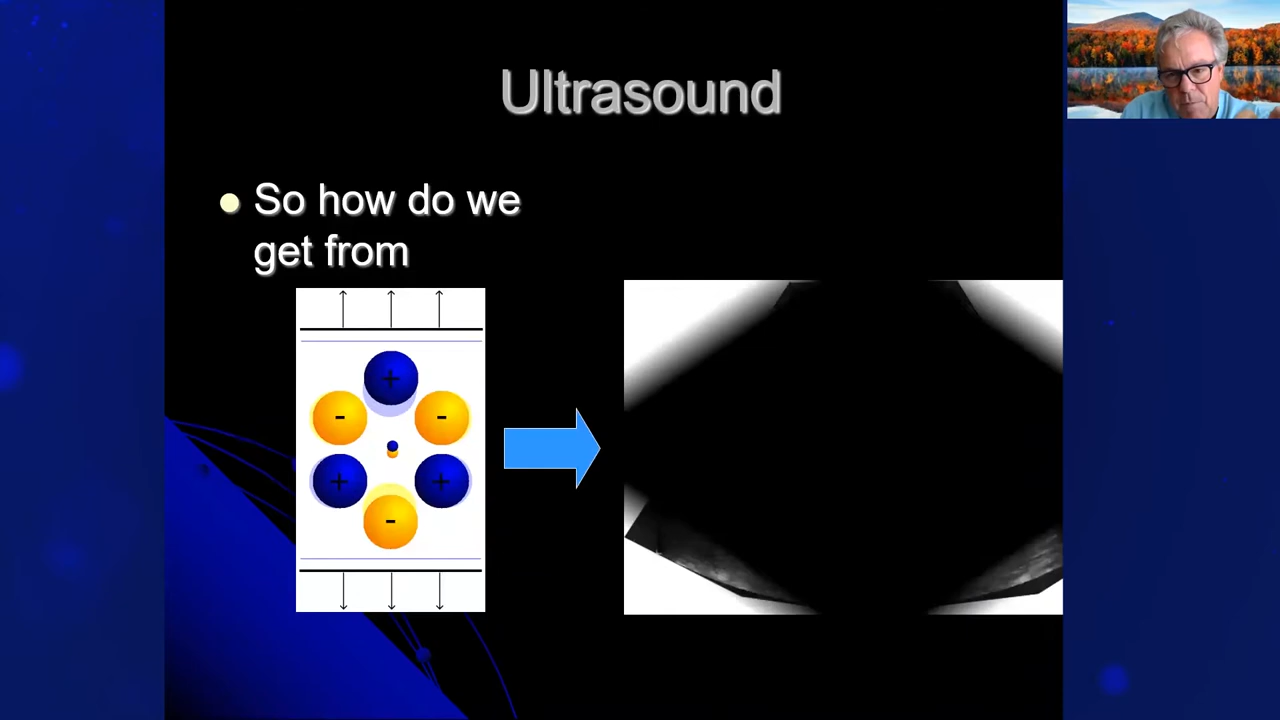 Ultrasound
So how do we
get from
+
- -
+ +
-